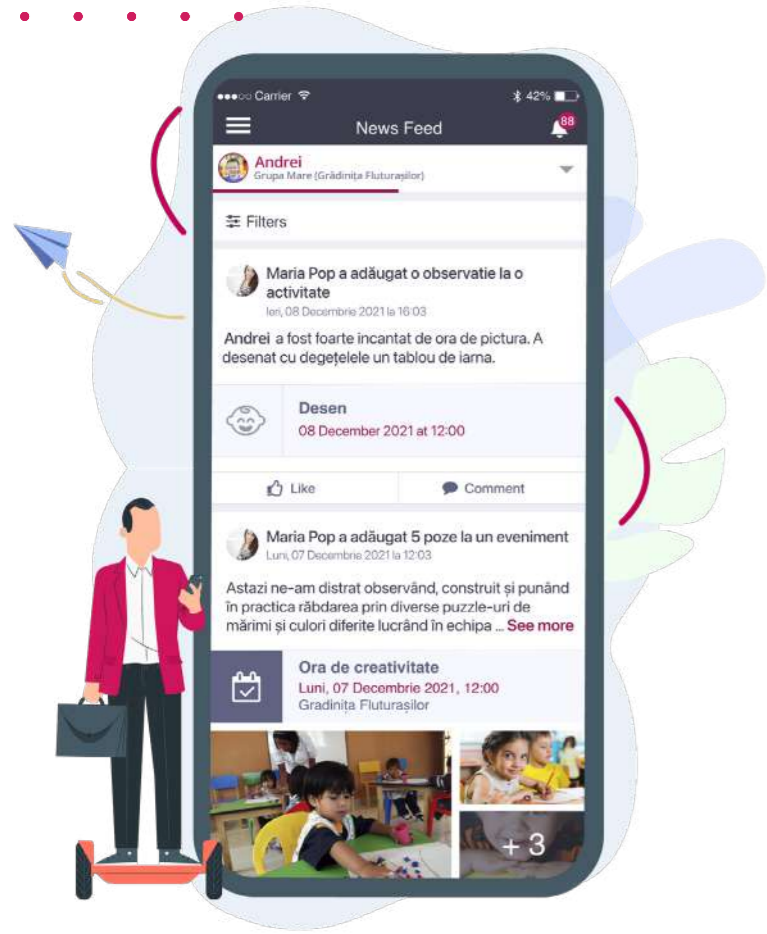 Carrier 42%
News Feed 88
Andrei
Grupa Mare (Grădinița Fluturașilor)
Filters
Maria Pop a adăugat o observatie la o
activitate
Ieri, 08 Decembrie 2021 la 16:03
Andrei a fost foarte incantat de ora de pictura. A
desenat cu degețelele un tablou de iarna.
Desen
08 December 2021 at 12:00
Like Comment
Maria Pop a adăugat 5 poze la un eveniment
Luni, 07 Decembrie 2021 la 12:03
Astazi ne-am distrat observând, construit și punând
în practica răbdarea prin diverse puzzle-uri de
mărimi și culori diferite lucrând în echipa ... See more
Ora de creativitate
Luni, 07 Decembrie 2021, 12:00
Gradinița Fluturașilor
+ 3